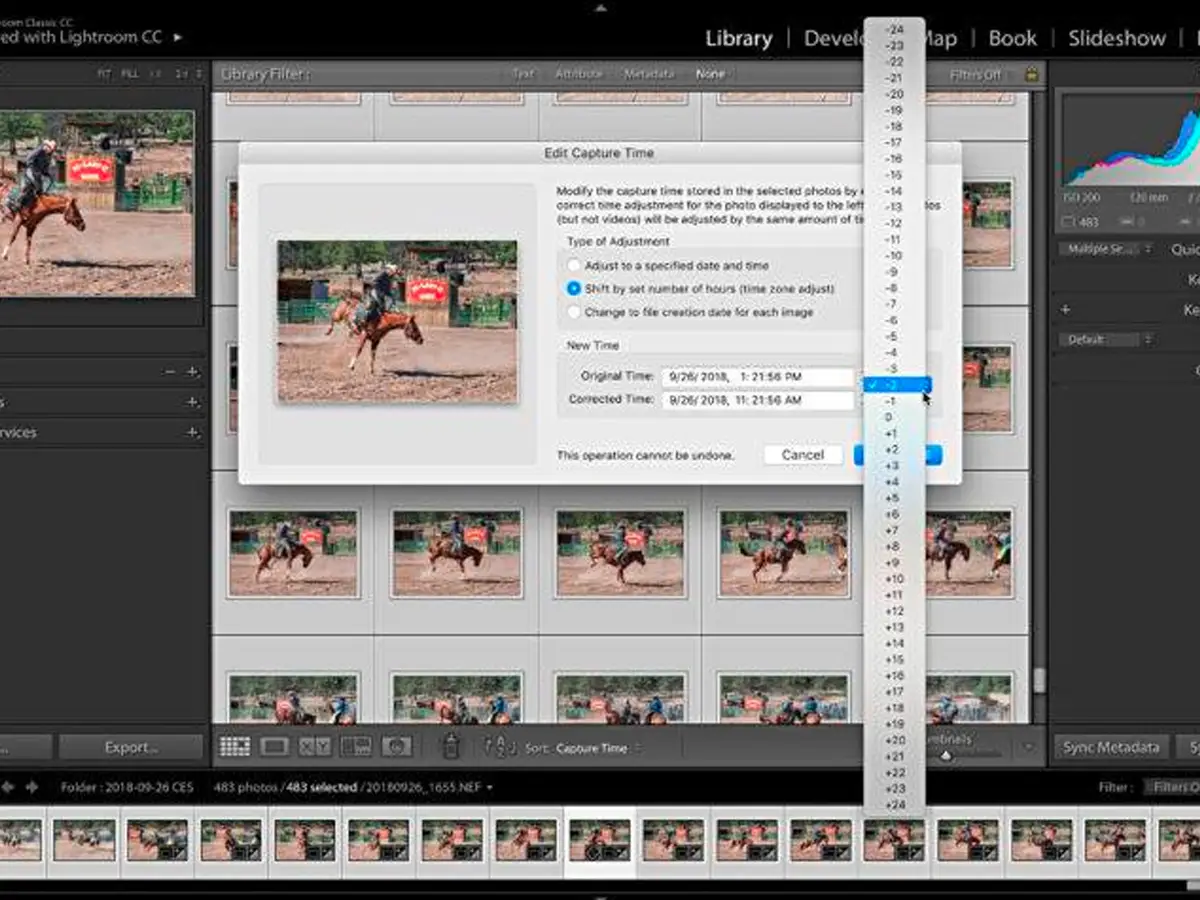 room Classic CC
ed with Lightroom CC
Library
Develo
Map
Book
Slideshow
FIT FILL 1:1
Library Filter :
Text
Attribute
Metadata
None
Filters Off
Edit Capture Time
Modify the capture time stored in the selected photos by
correct time adjustment for the photo displayed to the left
(but not videos) will be adjusted by the same amount of
Type of Adjustment
Adjust to a specified date and time
Shift by set number of hours (time zone adjust)
Change to file creation date for each image
New Time
Original Time: 9/26/ 2018, 1: 21:56 PM
Corrected Time: 9/26/ 2018, 11: 21:56 AM
This operation cannot be undone.
Cancel
-24
-23
-22
-21
-20
-19
-18
-17
-16
-15
-14
-13
-12
-11
-10
-9
-8
-7
-6
-5
-4
-3
-2
-1
0
+1
+2
+3
+4
+5
+6
+7
+8
+9
+10
+11
+12
+13
+14
+15
+16
+17
+18
+19
+20
+21
+22
+23
+24
ISO 200
120 mm
483
Multiple Se...
Quic
Ke
Default
rvices
Export...
XY
Sort: Capture Time
mbnails
Sync Metadata
Folder : 2018-09-26 CES
483 photos / 483 selected / 20180926_1655.NEF
Filter :
Filters O